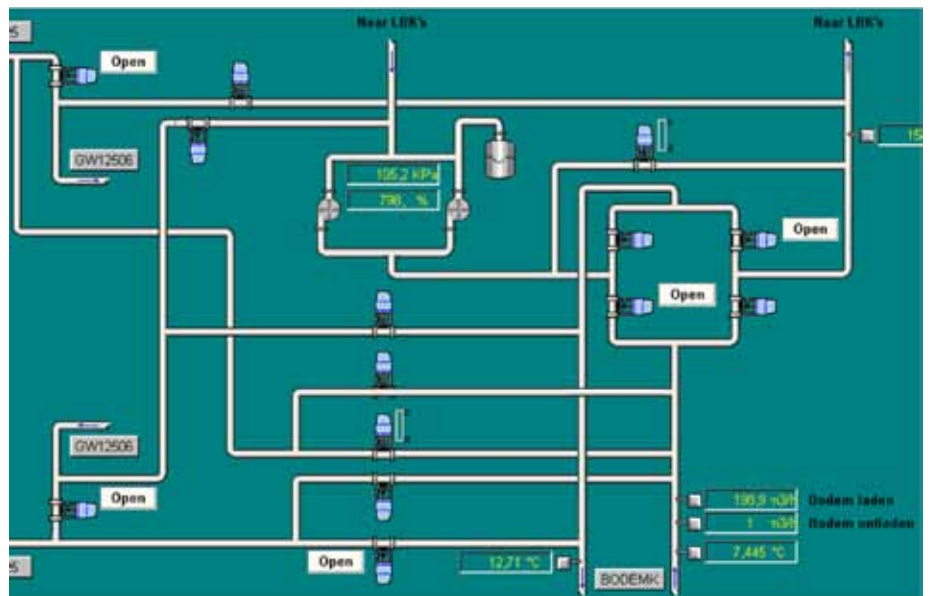 Naar LBK's
Naar LBK's
Open
GW12506
105,2 KPa
798, %
Open
Open
GW12506
Open
196,9 m3/h Bodem laden
1 m3/h Bodem ontladen
Open
12,71 °C
7,445 °C
BODEMK